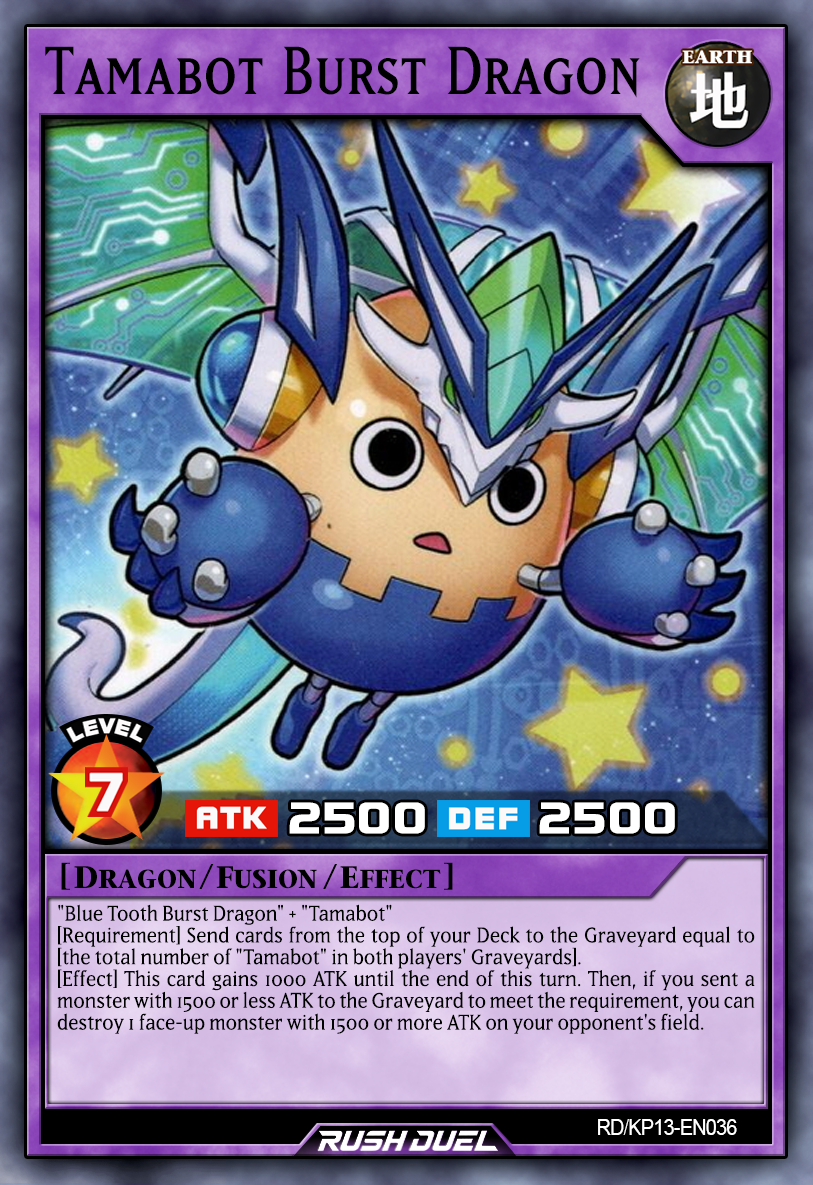 Tamabot Burst Dragon
EARTH
地
LEVEL
7
ATK 2500 DEF 2500
[Dragon/Fusion/Effect]
"Blue Tooth Burst Dragon" + "Tamabot"
[Requirement] Send cards from the top of your Deck to the Graveyard equal to
[the total number of "Tamabot" in both players' Graveyards].
[Effect] This card gains 1000 ATK until the end of this turn. Then, if you sent a
monster with 1500 or less ATK to the Graveyard to meet the requirement, you can
destroy 1 face-up monster with 1500 or more ATK on your opponent's field.
RD/KP13-EN036
RUSH DUEL